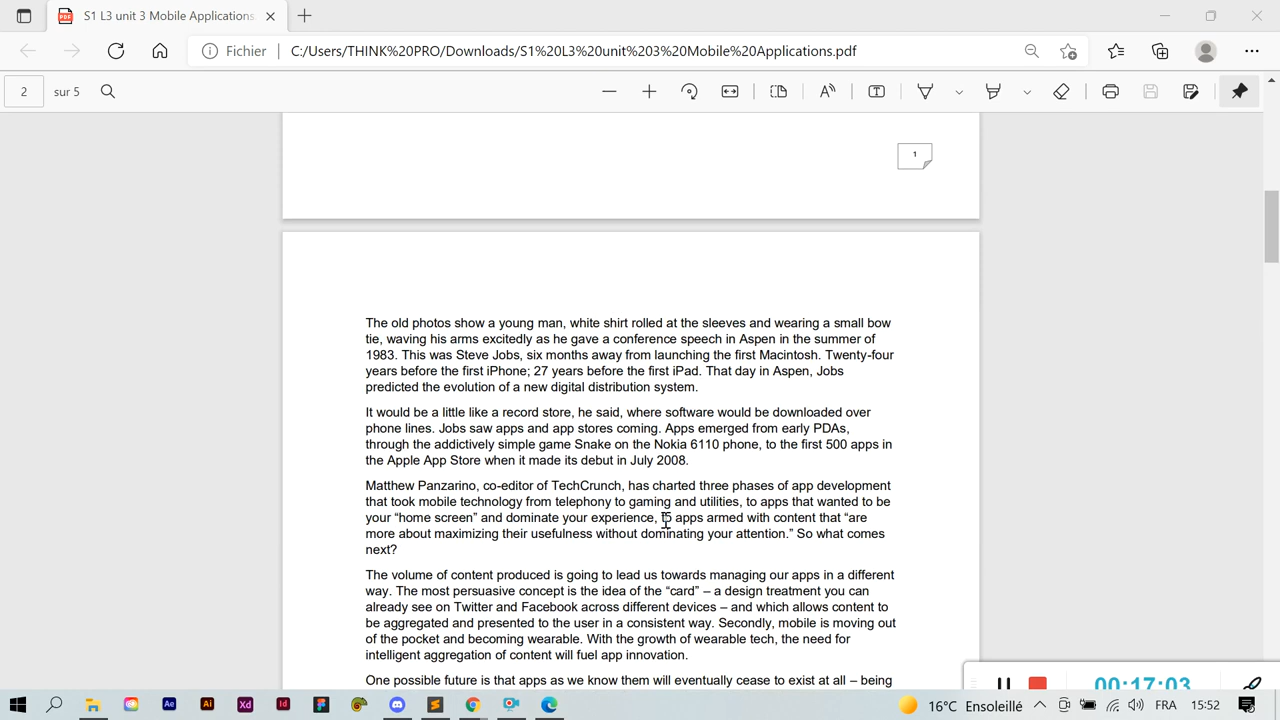 S1 L3 unit 3 Mobile Applications
Fichier C:/Users/THINK%20PRO/Downloads/S1%20L3%20unit%203%20Mobile%20Applications.pdf
2 sur 5
1
The old photos show a young man, white shirt rolled at the sleeves and wearing a small bow
tie, waving his arms excitedly as he gave a conference speech in Aspen in the summer of
1983. This was Steve Jobs, six months away from launching the first Macintosh. Twenty-four
years before the first iPhone; 27 years before the first iPad. That day in Aspen, Jobs
predicted the evolution of a new digital distribution system.
It would be a little like a record store, he said, where software would be downloaded over
phone lines. Jobs saw apps and app stores coming. Apps emerged from early PDAs,
through the addictively simple game Snake on the Nokia 6110 phone, to the first 500 apps in
the Apple App Store when it made its debut in July 2008.
Matthew Panzarino, co-editor of TechCrunch, has charted three phases of app development
that took mobile technology from telephony to gaming and utilities, to apps that wanted to be
your “home screen” and dominate your experience, to apps armed with content that “are
more about maximizing their usefulness without dominating your attention.” So what comes
next?
The volume of content produced is going to lead us towards managing our apps in a different
way. The most persuasive concept is the idea of the “card” – a design treatment you can
already see on Twitter and Facebook across different devices – and which allows content to
be aggregated and presented to the user in a consistent way. Secondly, mobile is moving out
of the pocket and becoming wearable. With the growth of wearable tech, the need for
intelligent aggregation of content will fuel app innovation.
One possible future is that apps as we know them will eventually cease to exist at all – being
00:17:03
Ae Ai Xd Id 16°C Ensoleillé FRA 15:52